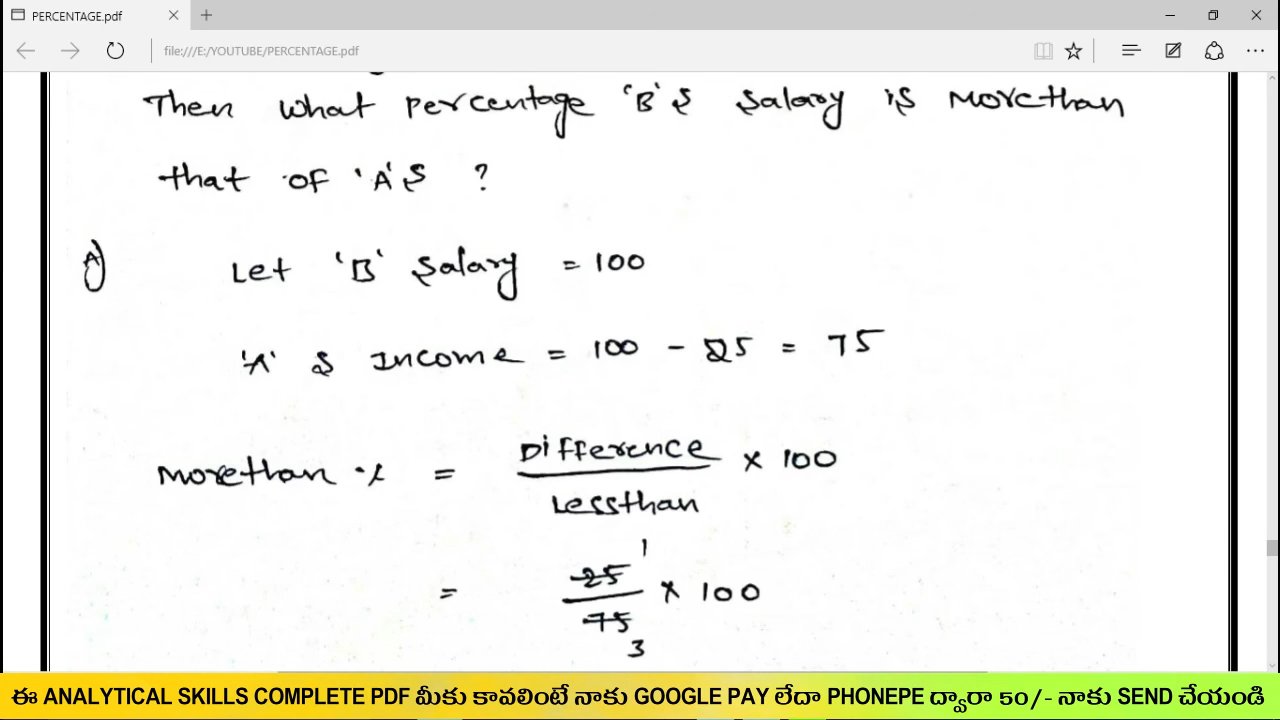 PERCENTAGE.pdf
file:///E:/YOUTUBE/PERCENTAGE.pdf
Then what percentage 'B's salary is morethan
that of 'A's ?
A) Let 'B' salary = 100
'A' s Income = 100 - 25 = 75
morethan % = Difference / Lessthan × 100
1
= 25 / 75 × 100
3
ఈ ANALYTICAL SKILLS COMPLETE PDF మీకు కావలింటే నాకు GOOGLE PAY లేదా PHONEPE ద్వారా 50/- నాకు SEND చేయండి